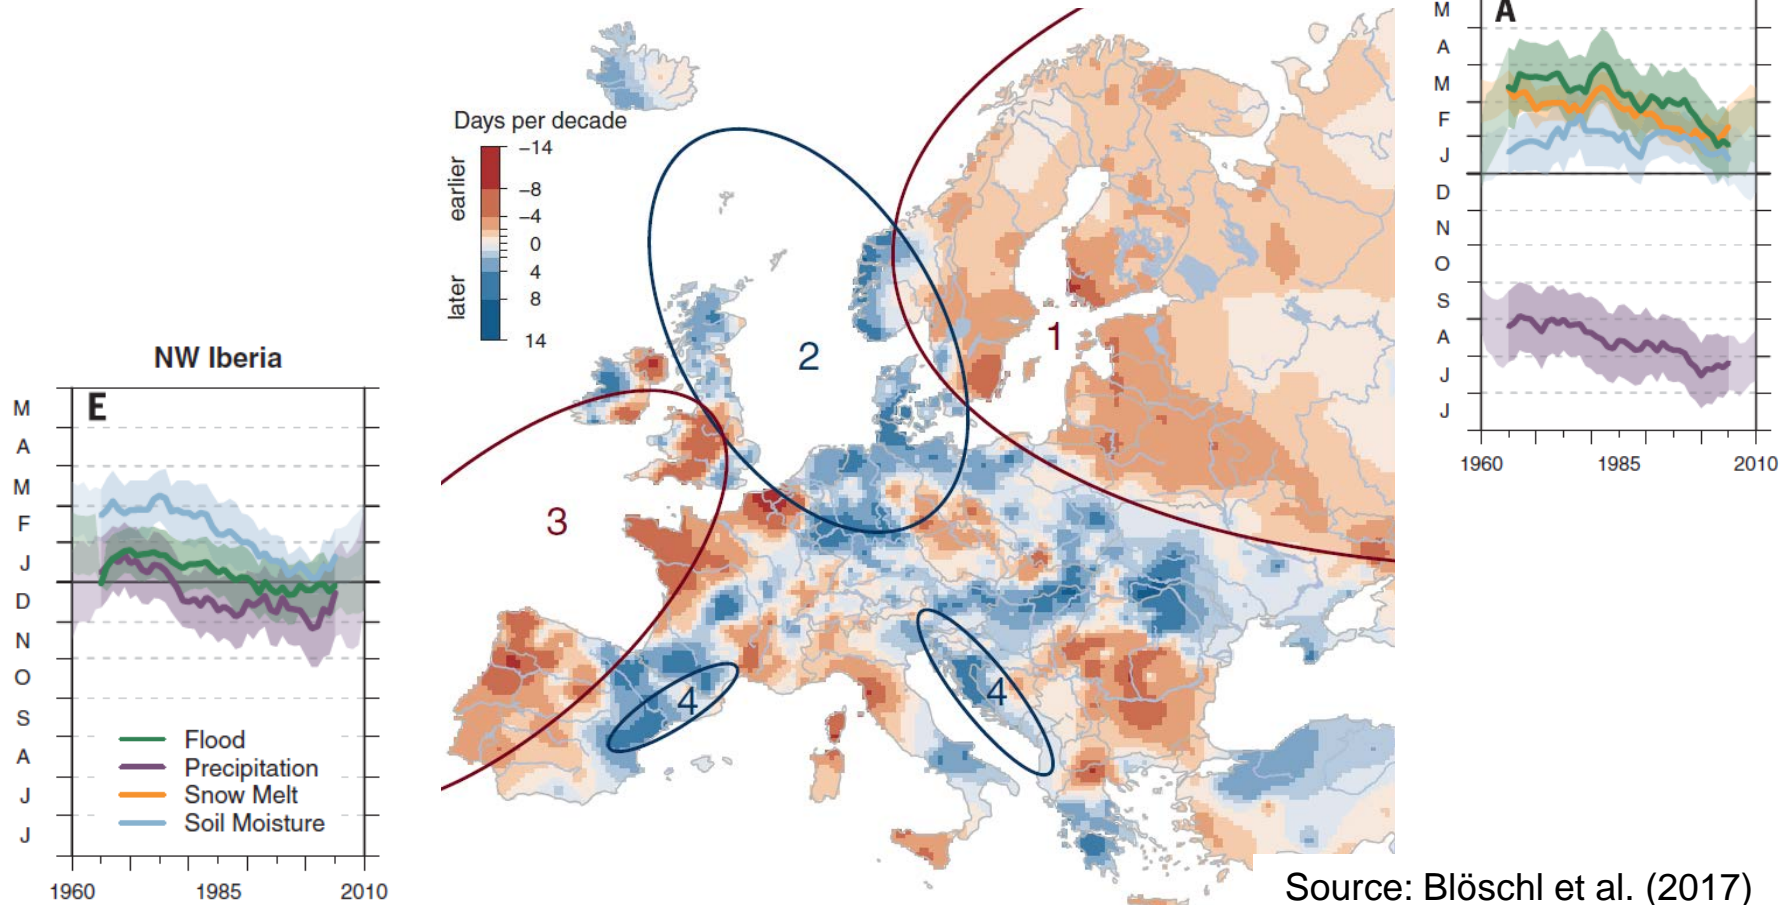 NW Iberia
E
M
A
M
F
J
D
N
O
S
A
J
J
Flood
Precipitation
Snow Melt
Soil Moisture
1960 1985 2010
Days per decade
earlier
later
−14
−8
−4
0
4
8
14
1
2
3
4
4
A
M
A
M
F
J
D
N
O
S
A
J
J
1960 1985 2010
Source: Blöschl et al. (2017)